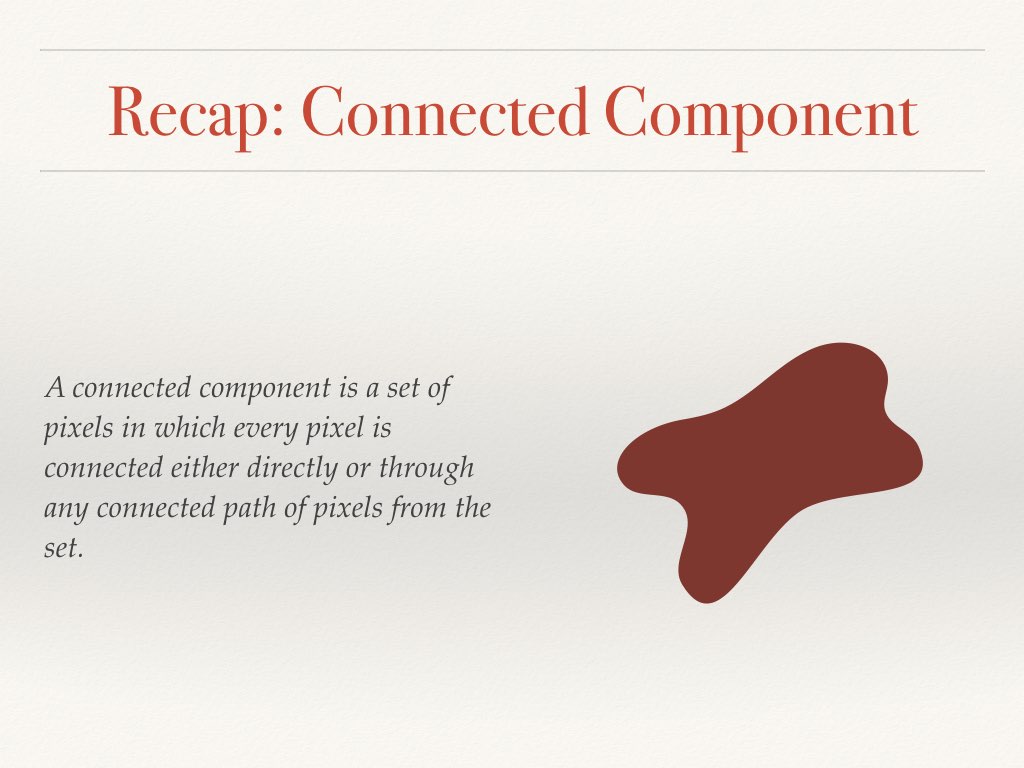 Recap: Connected Component
A connected component is a set of
pixels in which every pixel is
connected either directly or through
any connected path of pixels from the
set.